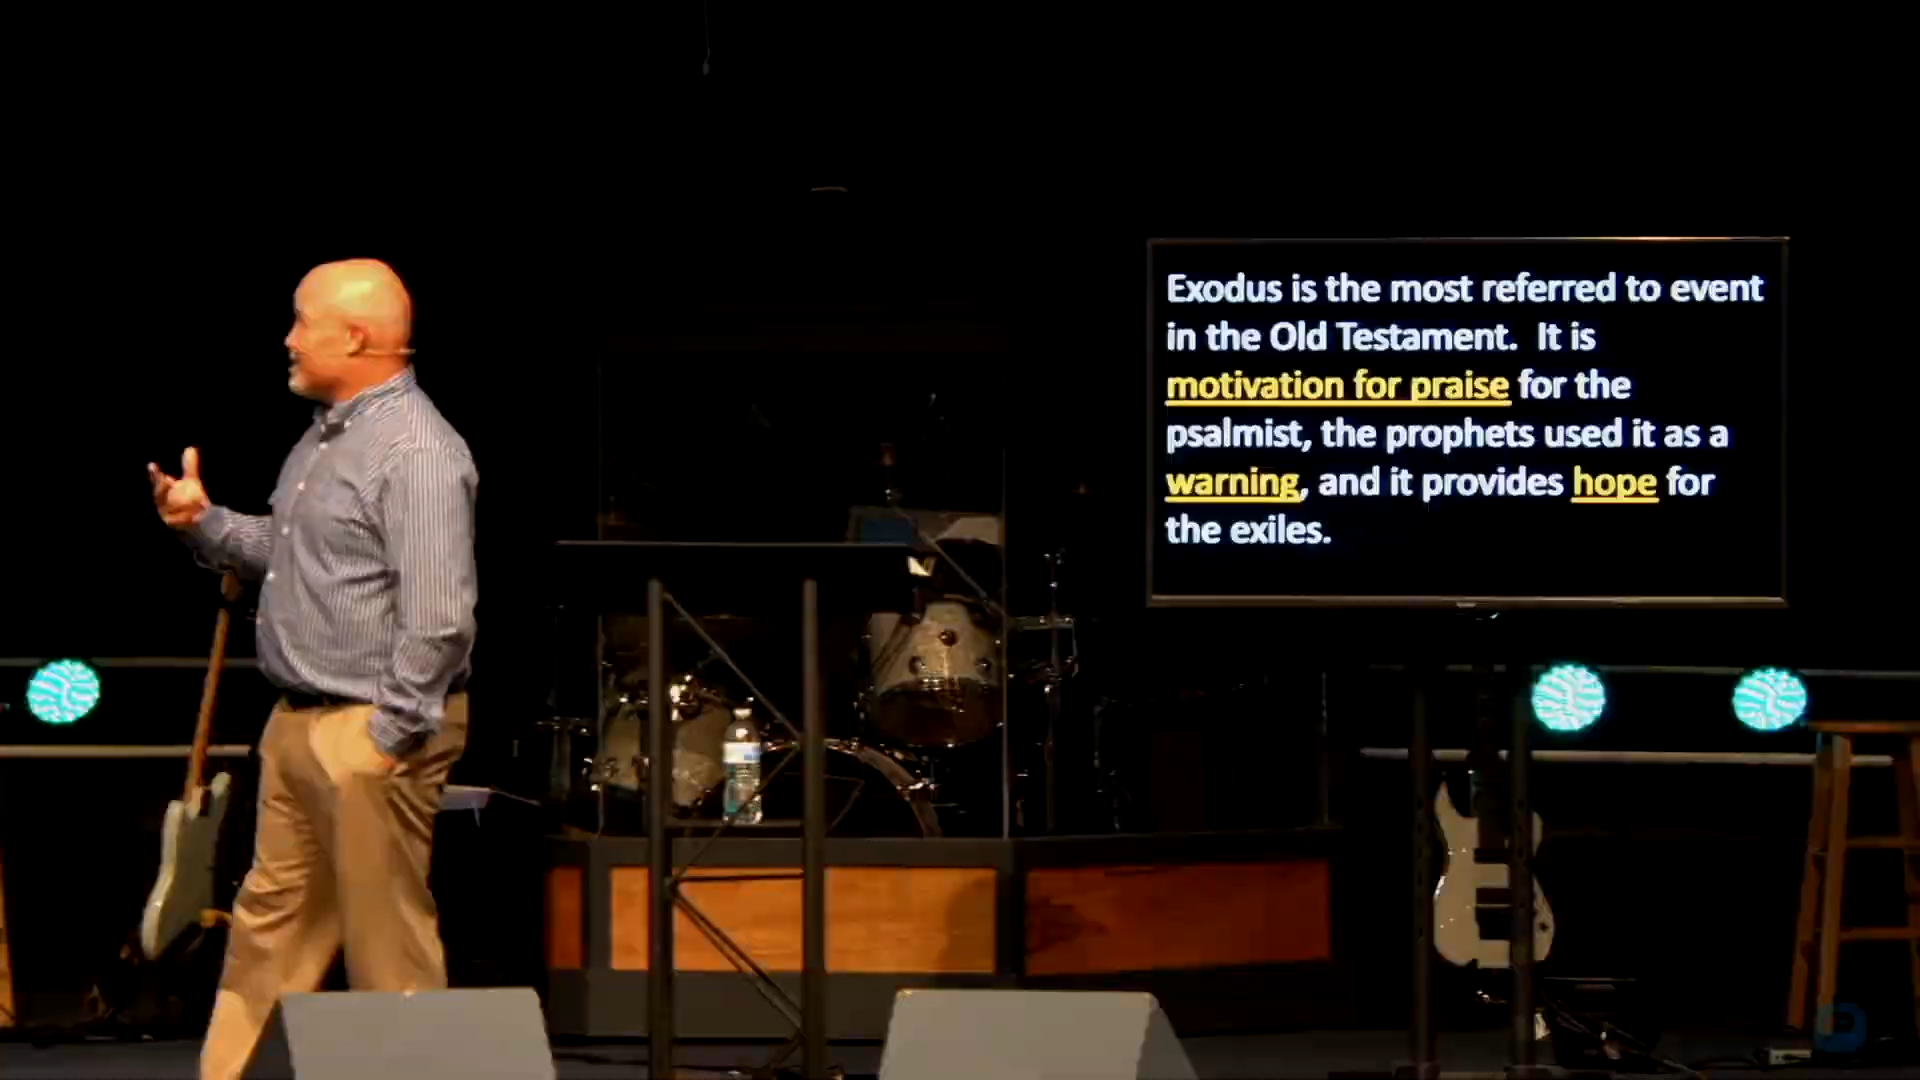 Exodus is the most referred to event
in the Old Testament.  It is
motivation for praise for the
psalmist, the prophets used it as a
warning, and it provides hope for
the exiles.